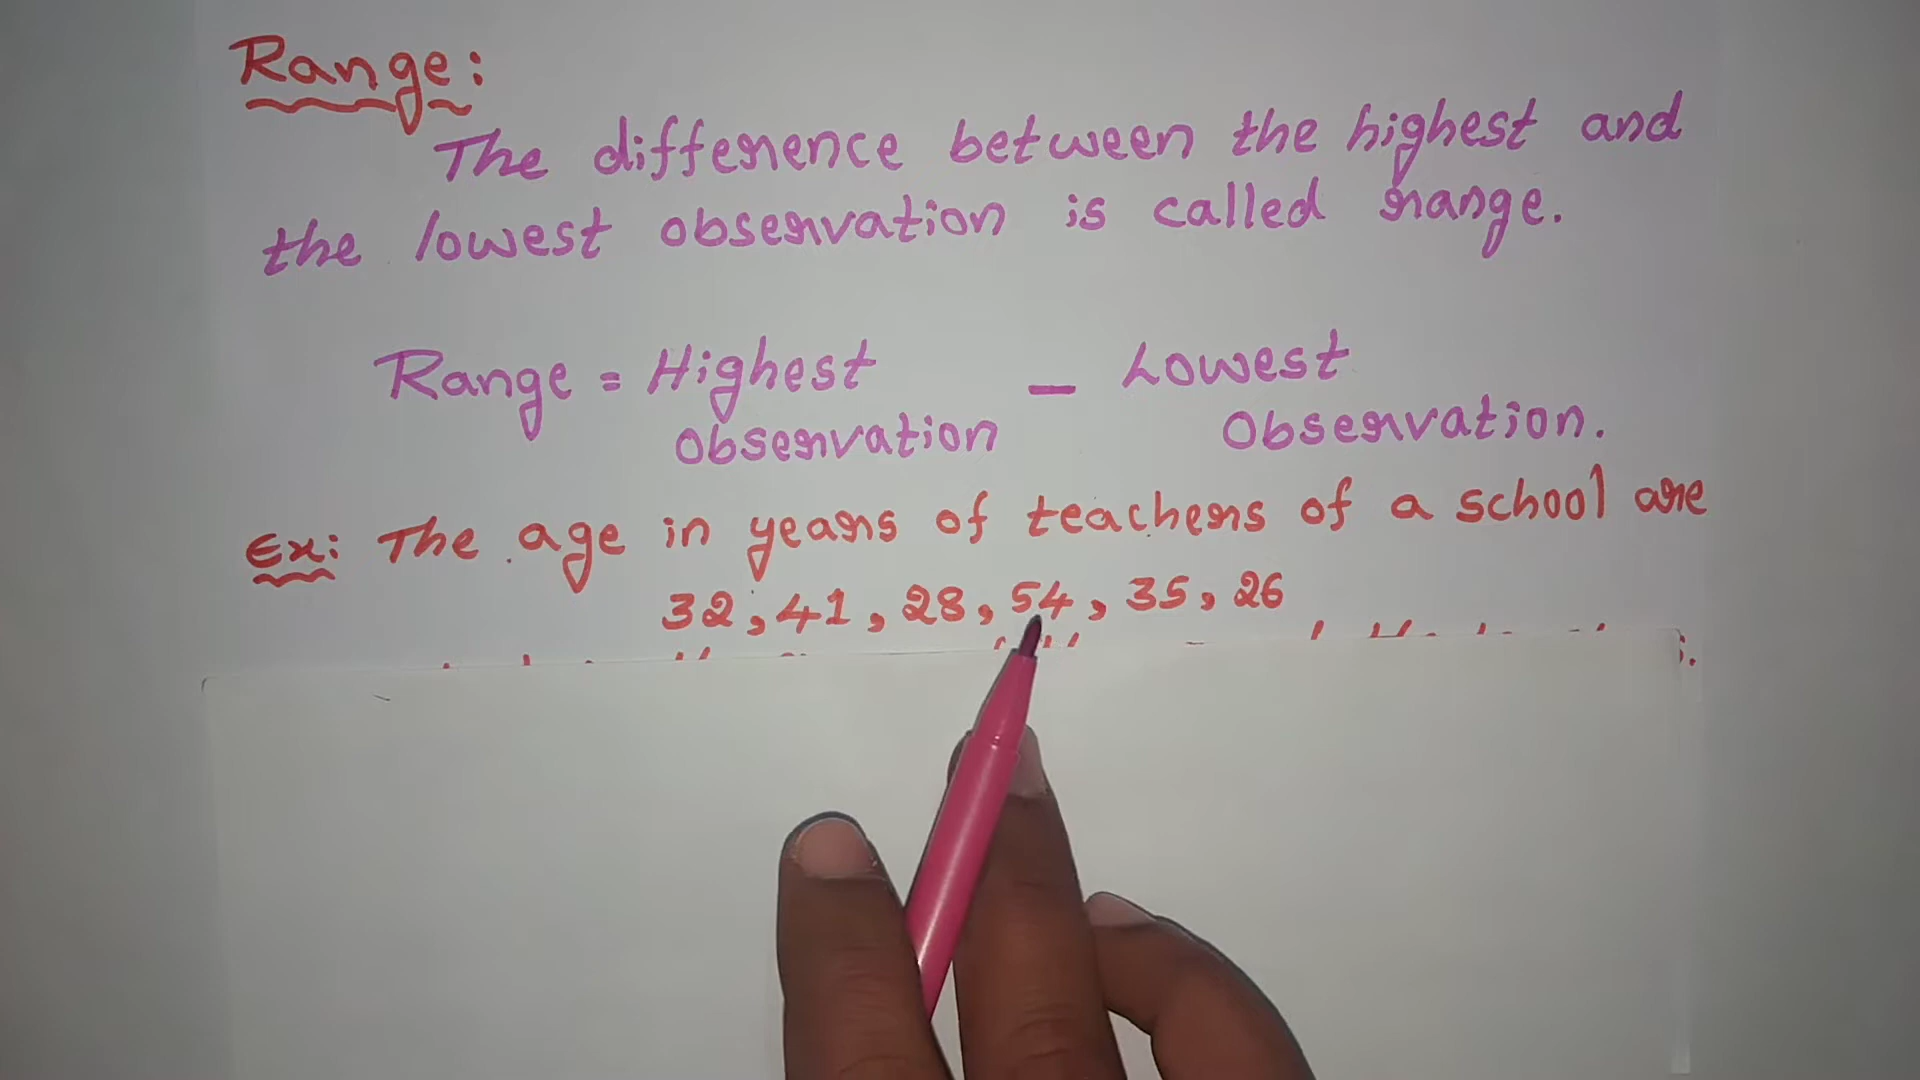 Range:
The difference between the highest and
the lowest observation is called range.
Range = Highest - Lowest
Observation Observation.
Ex: The age in years of teachers of a school are
32, 41, 28, 54, 35, 26